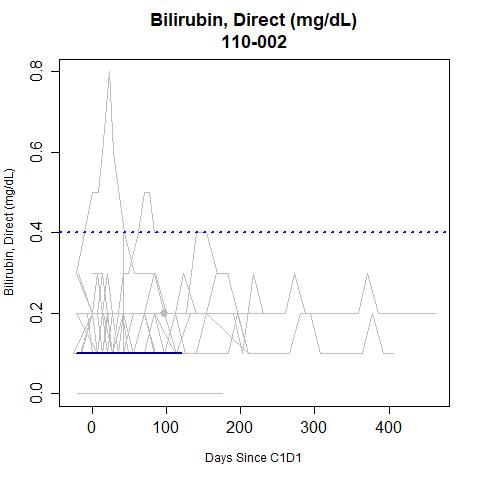 Bilirubin, Direct (mg/dL)
110-002
Bilirubin, Direct (mg/dL)
0.8
0.6
0.4
0.2
0.0
0 100 200 300 400
Days Since C1D1